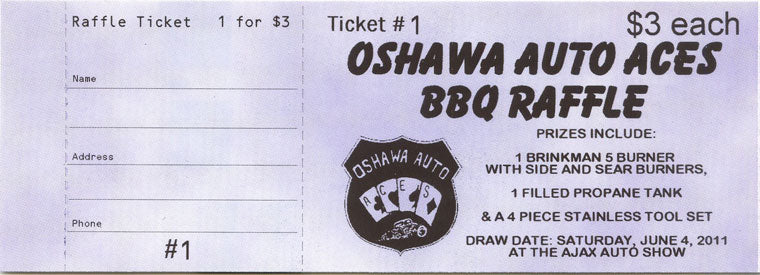 Raffle Ticket 1 for $3
Name
Address
Phone
#1
Ticket # 1
$3 each
OSHAWA AUTO ACES
BBQ RAFFLE
PRIZES INCLUDE:
1 BRINKMAN 5 BURNER
WITH SIDE AND SEAR BURNERS,
1 FILLED PROPANE TANK
& A 4 PIECE STAINLESS TOOL SET
DRAW DATE: SATURDAY, JUNE 4, 2011
AT THE AJAX AUTO SHOW
OSHAWA AUTO
A C E S